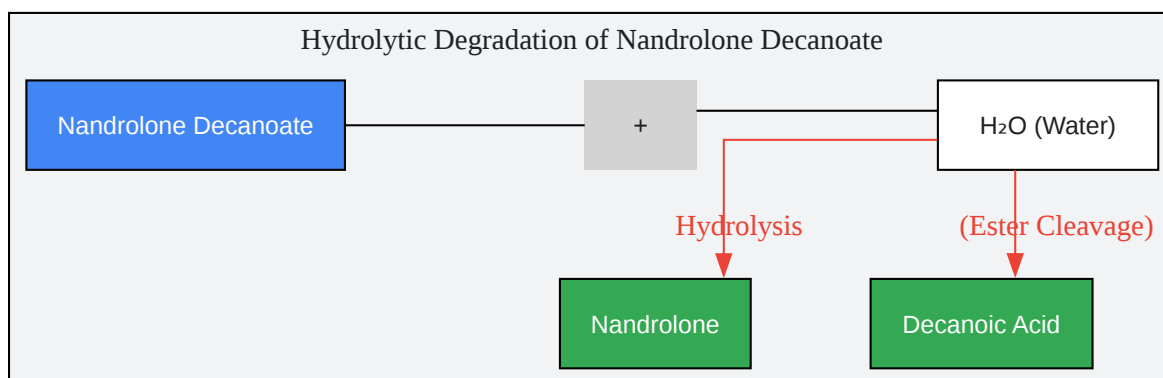 Hydrolytic Degradation of Nandrolone Decanoate
Nandrolone Decanoate
+
H₂O (Water)
Hydrolysis
(Ester Cleavage)
Nandrolone
Decanoic Acid